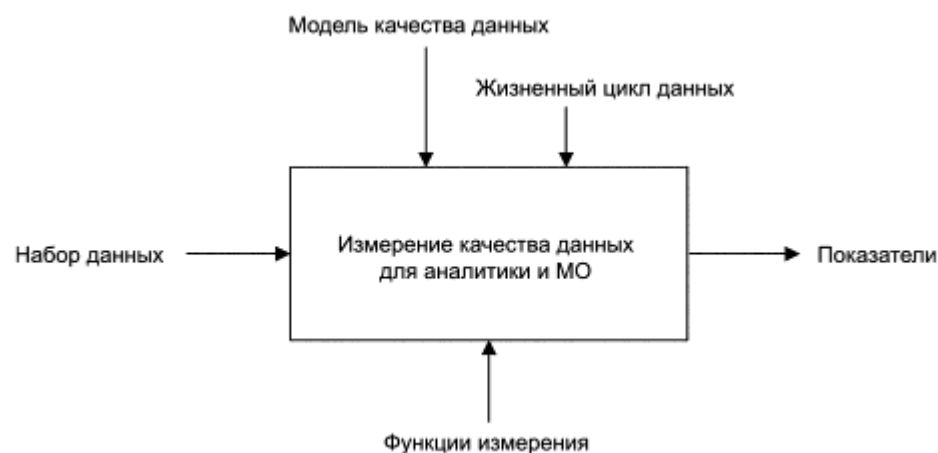 Модель качества данных
Жизненный цикл данных
Набор данных
Измерение качества данных
для аналитики и МО
Показатели
Функции измерения